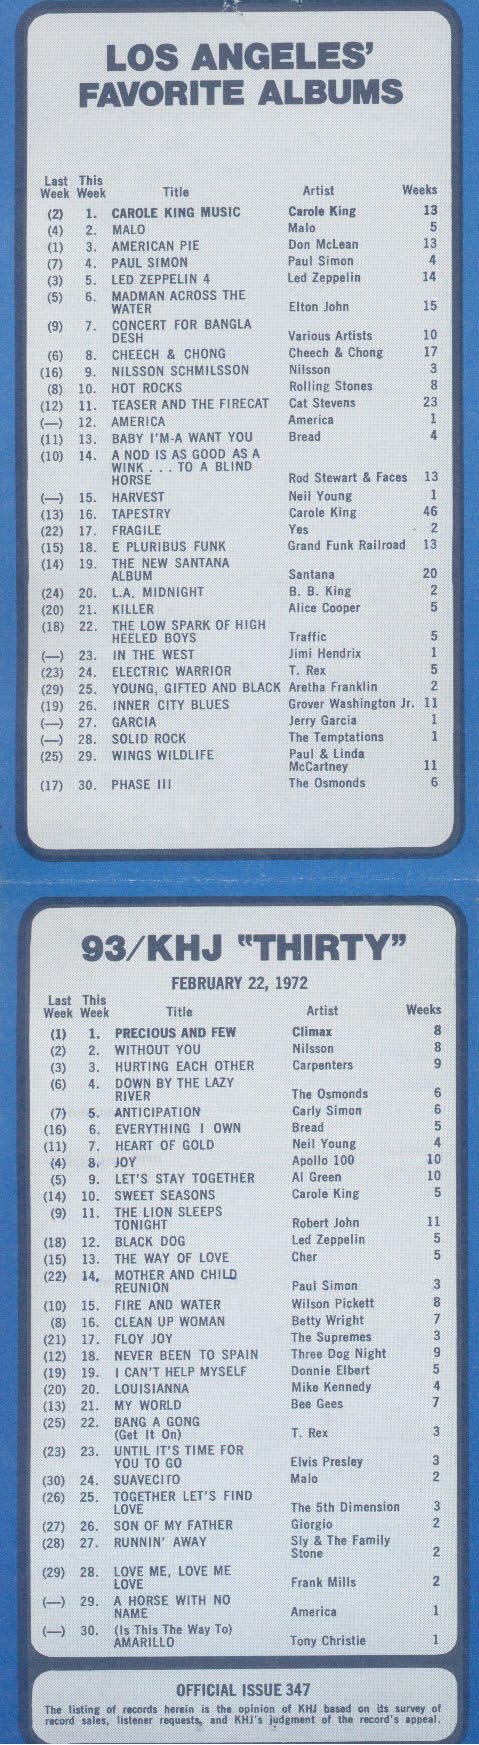 LOS ANGELES'
FAVORITE ALBUMS
Last This
Week Week Title Artist Weeks
(2) 1. CAROLE KING MUSIC Carole King 13
(4) 2. MALO Malo 5
(1) 3. AMERICAN PIE Don McLean 13
(7) 4. PAUL SIMON Paul Simon 4
(3) 5. LED ZEPPELIN 4 Led Zeppelin 14
(5) 6. MADMAN ACROSS THE
WATER Elton John 15
(9) 7. CONCERT FOR BANGLA
DESH Various Artists 10
(6) 8. CHEECH & CHONG Cheech & Chong 17
(16) 9. NILSSON SCHMILSSON Nilsson 3
(8) 10. HOT ROCKS Rolling Stones 8
(12) 11. TEASER AND THE FIRECAT Cat Stevens 23
(—) 12. AMERICA America 1
(11) 13. BABY I'M-A WANT YOU Bread 4
(10) 14. A NOD IS AS GOOD AS A
WINK . . . TO A BLIND
HORSE Rod Stewart & Faces 13
(—) 15. HARVEST Neil Young 1
(13) 16. TAPESTRY Carole King 46
(22) 17. FRAGILE Yes 2
(15) 18. E PLURIBUS FUNK Grand Funk Railroad 13
(14) 19. THE NEW SANTANA
ALBUM Santana 20
(24) 20. L.A. MIDNIGHT B. B. King 2
(20) 21. KILLER Alice Cooper 5
(18) 22. THE LOW SPARK OF HIGH
HEELED BOYS Traffic 5
(—) 23. IN THE WEST Jimi Hendrix 1
(23) 24. ELECTRIC WARRIOR T. Rex 5
(29) 25. YOUNG, GIFTED AND BLACK Aretha Franklin 2
(19) 26. INNER CITY BLUES Grover Washington Jr. 11
(—) 27. GARCIA Jerry Garcia 1
(—) 28. SOLID ROCK The Temptations 1
(25) 29. WINGS WILDLIFE Paul & Linda
McCartney 11
(17) 30. PHASE III The Osmonds 6
93/KHJ "THIRTY"
FEBRUARY 22, 1972
Last This
Week Week Title Artist Weeks
(1) 1. PRECIOUS AND FEW Climax 8
(2) 2. WITHOUT YOU Nilsson 8
(3) 3. HURTING EACH OTHER Carpenters 9
(6) 4. DOWN BY THE LAZY
RIVER The Osmonds 6
(7) 5. ANTICIPATION Carly Simon 6
(16) 6. EVERYTHING I OWN Bread 5
(11) 7. HEART OF GOLD Neil Young 4
(4) 8. JOY Apollo 100 10
(5) 9. LET'S STAY TOGETHER Al Green 10
(14) 10. SWEET SEASONS Carole King 5
(9) 11. THE LION SLEEPS
TONIGHT Robert John 11
(18) 12. BLACK DOG Led Zeppelin 5
(15) 13. THE WAY OF LOVE Cher 5
(22) 14. MOTHER AND CHILD
REUNION Paul Simon 3
(10) 15. FIRE AND WATER Wilson Pickett 8
(8) 16. CLEAN UP WOMAN Betty Wright 7
(21) 17. FLOY JOY The Supremes 3
(12) 18. NEVER BEEN TO SPAIN Three Dog Night 9
(19) 19. I CAN'T HELP MYSELF Donnie Elbert 5
(20) 20. LOUISIANNA Mike Kennedy 4
(13) 21. MY WORLD Bee Gees 7
(25) 22. BANG A GONG
(Get It On) T. Rex 3
(23) 23. UNTIL IT'S TIME FOR
YOU TO GO Elvis Presley 3
(30) 24. SUAVECITO Malo 2
(26) 25. TOGETHER LET'S FIND
LOVE The 5th Dimension 3
(27) 26. SON OF MY FATHER Giorgio 2
(28) 27. RUNNIN' AWAY Sly & The Family
Stone 2
(29) 28. LOVE ME, LOVE ME
LOVE Frank Mills 2
(—) 29. A HORSE WITH NO
NAME America 1
(—) 30. (Is This The Way To)
AMARILLO Tony Christie 1
OFFICIAL ISSUE 347
The listing of records herein is the opinion of KHJ based on its survey of
record sales, listener requests, and KHJ's judgment of the record's appeal.